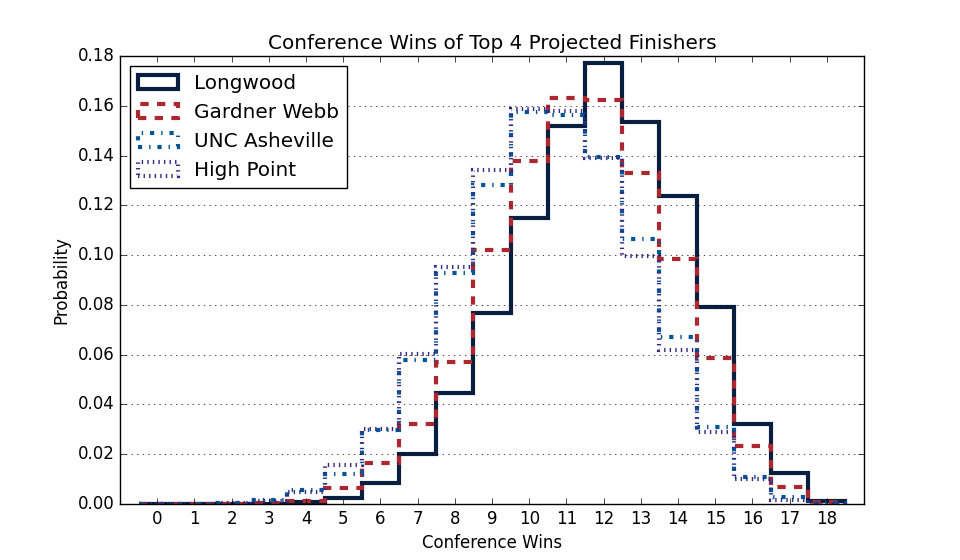 Conference Wins of Top 4 Projected Finishers
0.18
0.16
0.14
0.12
0.10
0.08
0.06
0.04
0.02
0.00
Probability
Longwood
Gardner Webb
UNC Asheville
High Point
0 1 2 3 4 5 6 7 8 9 10 11 12 13 14 15 16 17 18
Conference Wins